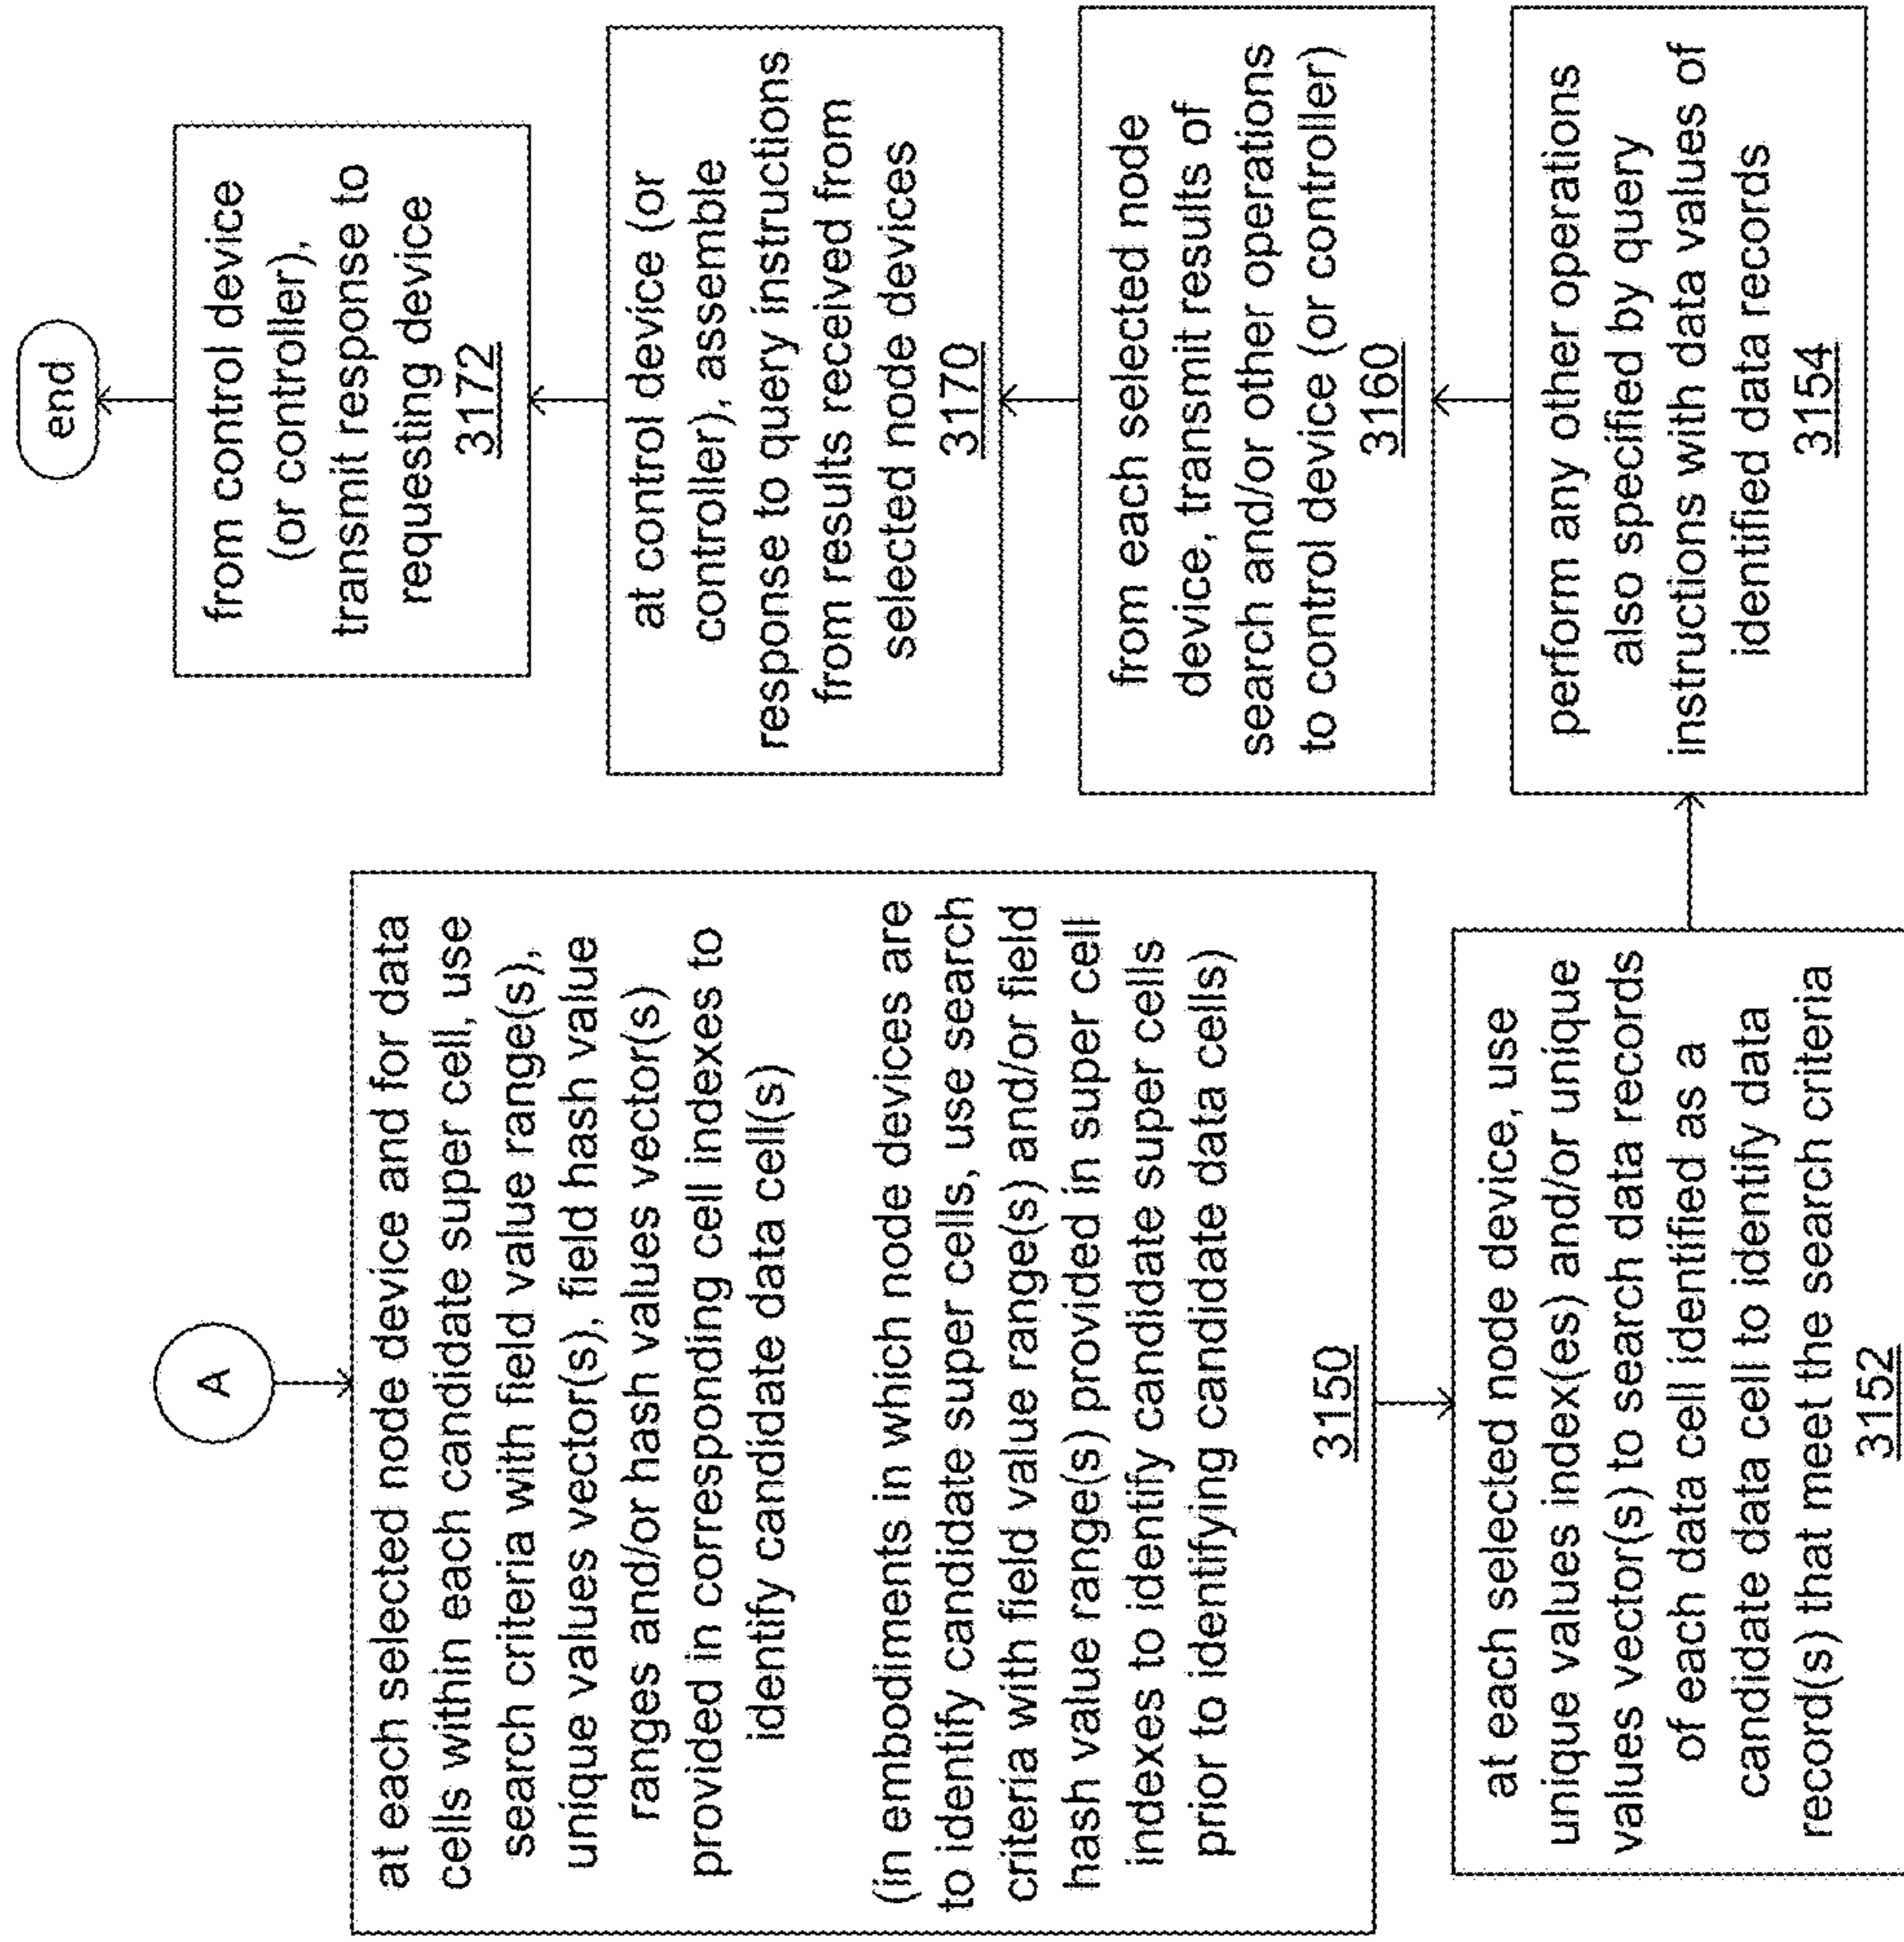 A
at each selected node device and for data
cells within each candidate super cell, use
search criteria with field value range(s),
unique values vector(s), field hash value
ranges and/or hash values vector(s)
provided in corresponding cell indexes to
identify candidate data cell(s)
(in embodiments in which node devices are
to identify candidate super cells, use search
criteria with field value range(s) and/or field
hash value range(s) provided in super cell
indexes to identify candidate super cells
prior to identifying candidate data cells)
3150
at each selected node device, use
unique values index(es) and/or unique
values vector(s) to search data records
of each data cell identified as a
candidate data cell to identify data
record(s) that meet the search criteria
3152
perform any other operations
also specified by query
instructions with data values of
identified data records
3154
from each selected node
device, transmit results of
search and/or other operations
to control device (or controller)
3160
at control device (or
controller), assemble
response to query instructions
from results received from
selected node devices
3170
from control device
(or controller),
transmit response to
requesting device
3172
end